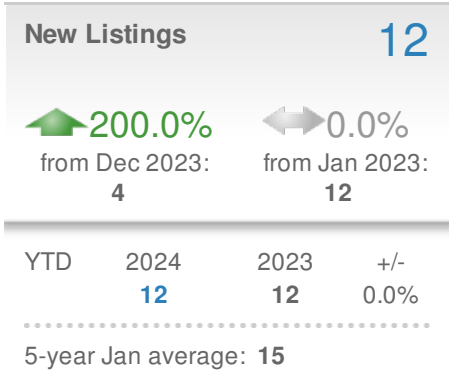 New Listings 12
200.0% 0.0%
from Dec 2023: from Jan 2023:
4 12
YTD 2024 2023 +/-
12 12 0.0%
5-year Jan average: 15